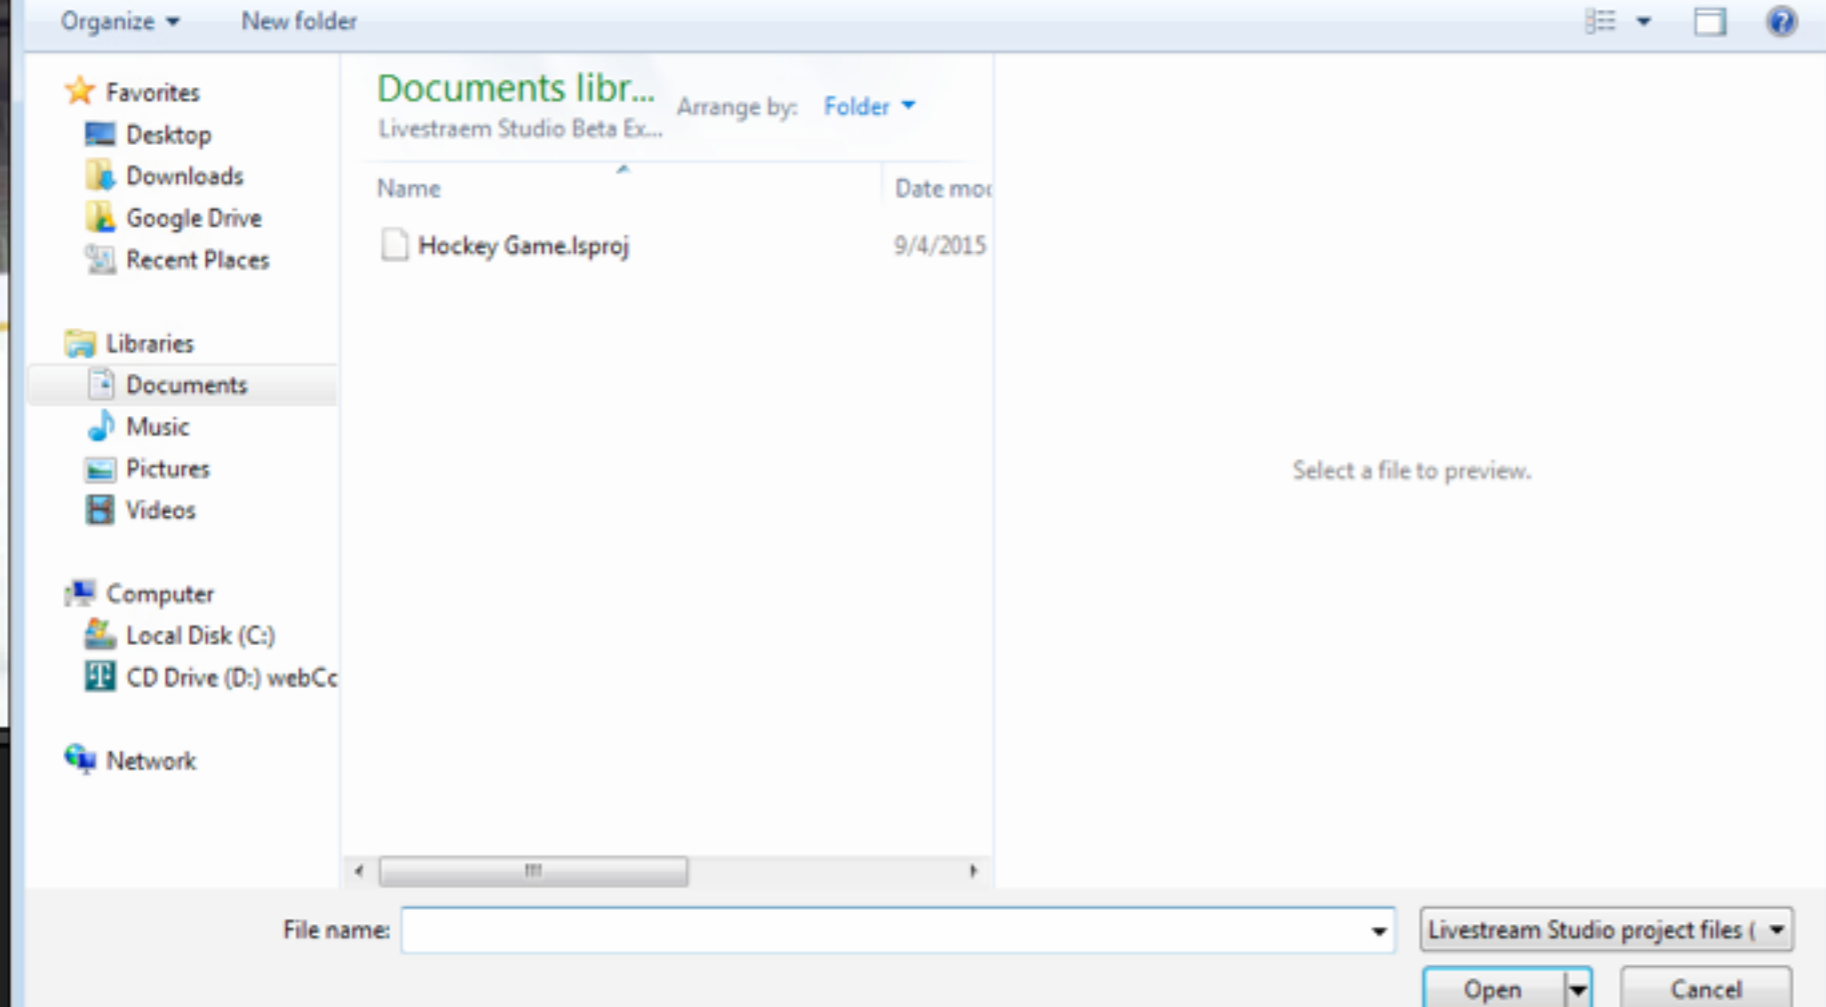 Organize New folder
Favorites
Desktop
Downloads
Google Drive
Recent Places
Libraries
Documents
Music
Pictures
Videos
Computer
Local Disk (C:)
CD Drive (D:) webCc
Network
Documents libr...
Livestraem Studio Beta Ex...
Arrange by: Folder
Name Date mod
Hockey Game.lsproj 9/4/2015
Select a file to preview.
File name:
Livestream Studio project files (
Open Cancel